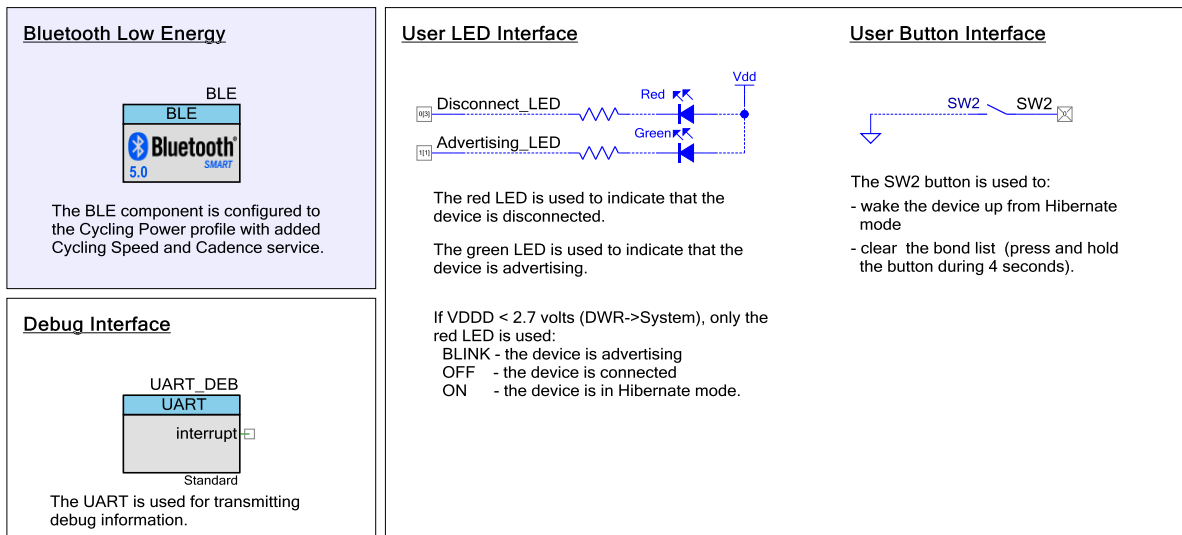 Bluetooth Low Energy
BLE
BLE
Bluetooth®
SMART
5.0
The BLE component is configured to
the Cycling Power profile with added
Cycling Speed and Cadence service.
Debug Interface
UART_DEB
UART
interrupt
Standard
The UART is used for transmitting
debug information.
User LED Interface
Vdd
Red
0[3]
Disconnect_LED
Green
1[1]
Advertising_LED
The red LED is used to indicate that the
device is disconnected.
The green LED is used to indicate that the
device is advertising.
If VDDD < 2.7 volts (DWR->System), only the
red LED is used:
BLINK - the device is advertising
OFF - the device is connected
ON - the device is in Hibernate mode.
User Button Interface
SW2 SW2
The SW2 button is used to:
- wake the device up from Hibernate
mode
- clear the bond list (press and hold
the button during 4 seconds).